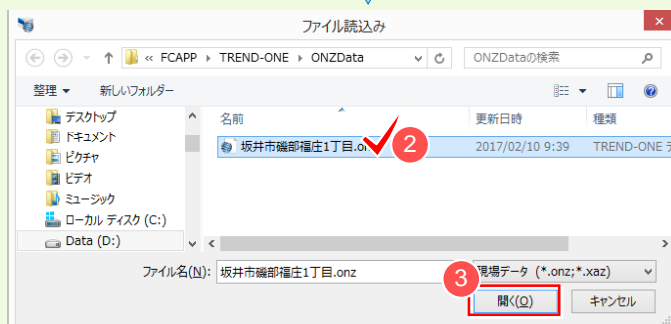 ファイル読込み
« FCAPP TREND-ONE ONZData
ONZDataの検索
整理 新しいフォルダー
デスクトップ
ドキュメント
ピクチャ
ビデオ
ミュージック
ローカル ディスク (C:)
Data (D:)
名前 更新日時 種類
坂井市磯部福庄1丁目.on 2017/02/10 9:39 TREND-ONE
2
ファイル名(N): 坂井市磯部福庄1丁目.onz
現場データ (*.onz;*.xaz)
3
開く(O) キャンセル